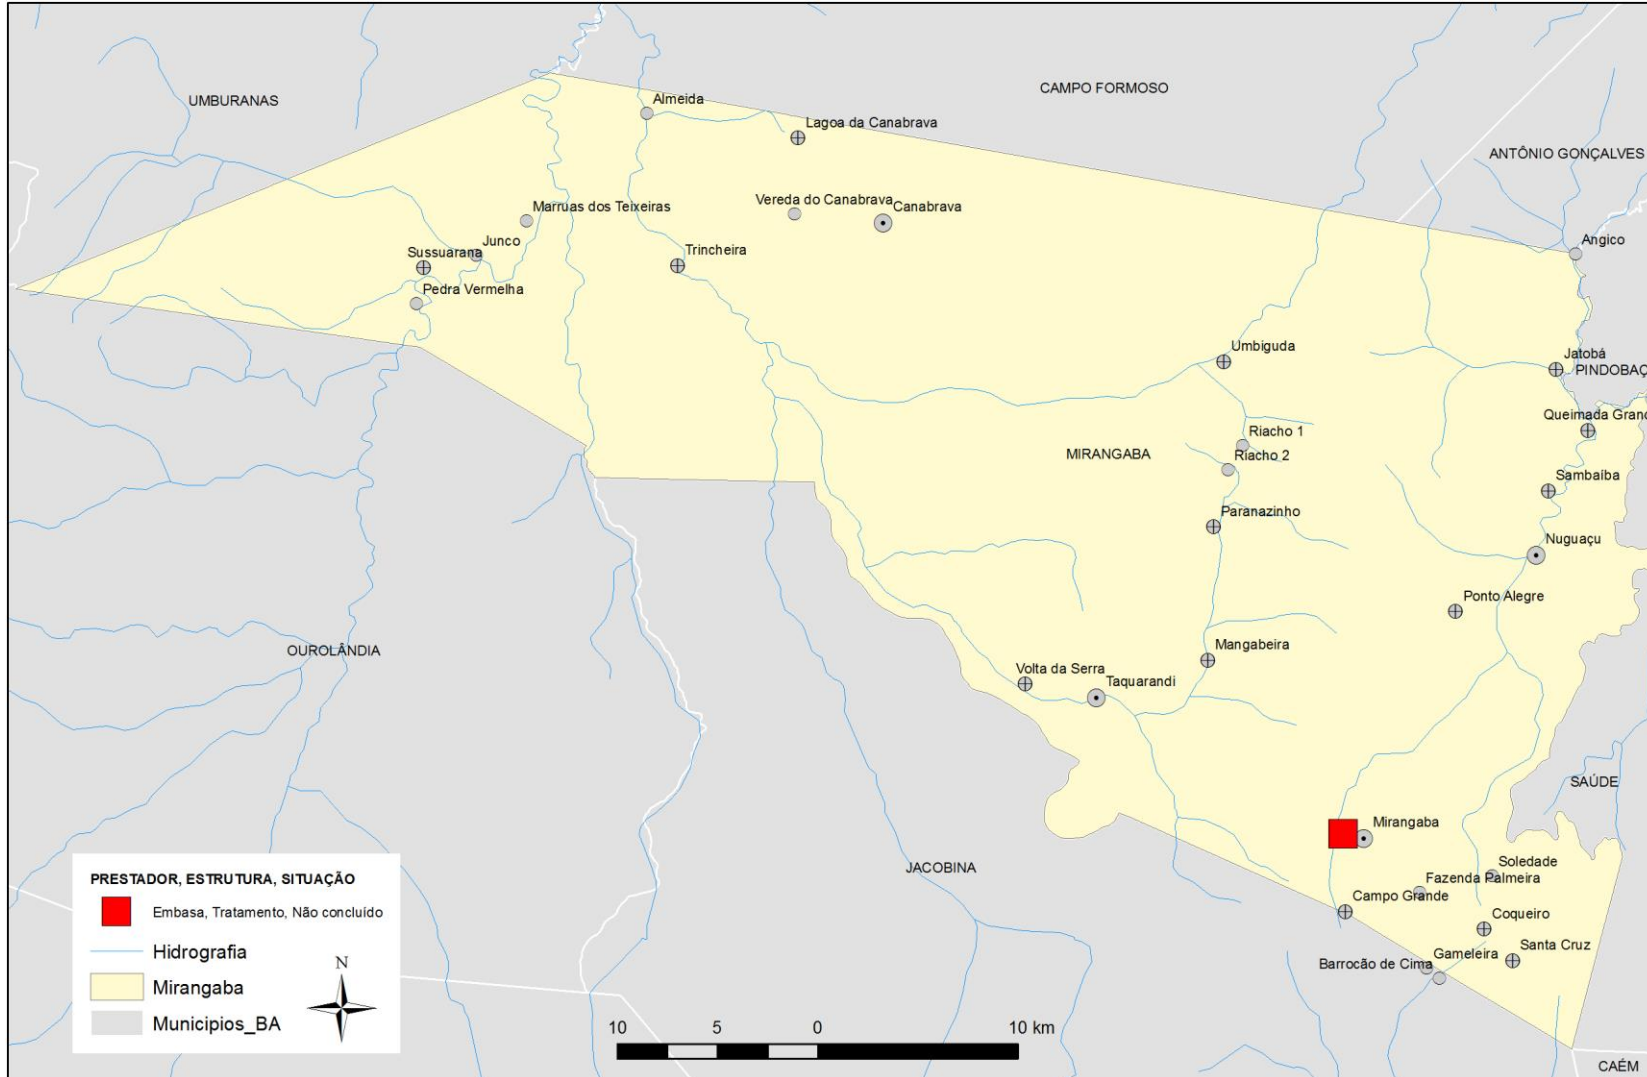 CAMPO FORMOSO
UMBURANAS
Almeida
Lagoa da Canabrava
ANTÔNIO GONÇALVES
Vereda do Canabrava
Canabrava
Marruas dos Teixeiras
Junco
Sussuarana
Trincheira
Angico
Pedra Vermelha
Umbiguda
Jatobá
PINDOBAÇ
Queimada Grand
Riacho 1
MIRANGABA
Riacho 2
Sambaíba
Paranazinho
Nuguaçu
Ponto Alegre
OUROLÂNDIA
Mangabeira
Volta da Serra
Taquarandi
SAÚDE
Mirangaba
JACOBINA
Soledade
Fazenda Palmeira
Campo Grande
Coqueiro
Santa Cruz
Gameleira
Barrocão de Cima
PRESTADOR, ESTRUTURA, SITUAÇÃO
Embasa, Tratamento, Não concluído
Hidrografia
Mirangaba
Municipios_BA
N
10 5 0 10 km
CAÉM